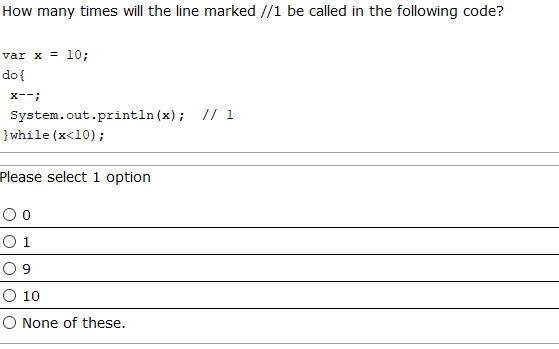 How many times will the line marked //1 be called in the following code?
var x = 10;
do{
x--;
System.out.println(x); // 1
}while(x<10);
Please select 1 option
0
1
9
10
None of these.